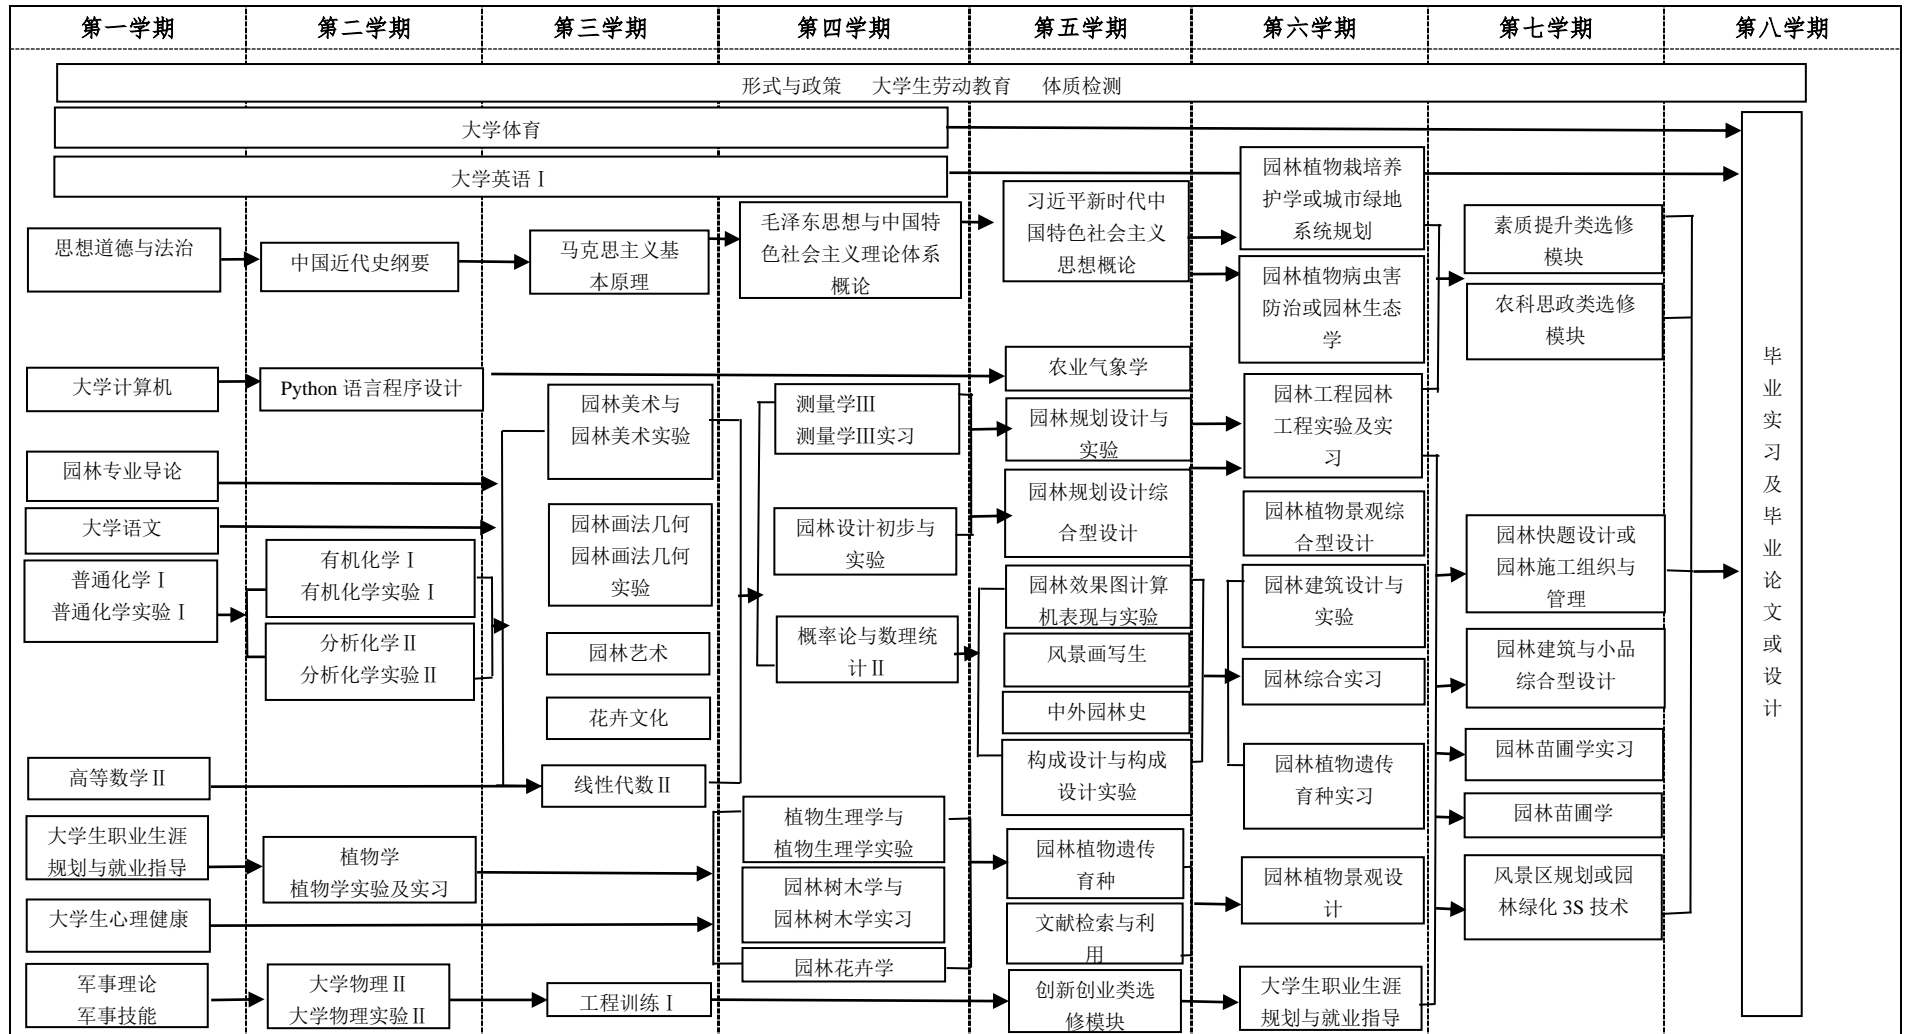 第一学期
第二学期
第三学期
第四学期
第五学期
第六学期
第七学期
第八学期
形式与政策 大学生劳动教育 体质检测
大学体育
大学英语Ⅰ
思想道德与法治
大学计算机
园林专业导论
大学语文
普通化学Ⅰ
普通化学实验Ⅰ
高等数学Ⅱ
大学生职业生涯
规划与就业指导
大学生心理健康
军事理论
军事技能
中国近代史纲要
Python 语言程序设计
有机化学Ⅰ
有机化学实验Ⅰ
分析化学Ⅱ
分析化学实验Ⅱ
植物学
植物学实验及实习
大学物理Ⅱ
大学物理实验Ⅱ
马克思主义基
本原理
园林美术与
园林美术实验
园林画法几何
园林画法几何
实验
园林艺术
花卉文化
线性代数Ⅱ
工程训练Ⅰ
毛泽东思想与中国特
色社会主义理论体系
概论
测量学Ⅲ
测量学Ⅲ实习
园林设计初步与
实验
概率论与数理统
计Ⅱ
植物生理学与
植物生理学实验
园林树木学与
园林树木学实习
园林花卉学
习近平新时代中
国特色社会主义
思想概论
农业气象学
园林规划设计与
实验
园林规划设计综
合型设计
园林效果图计算
机表现与实验
风景画写生
中外园林史
构成设计与构成
设计实验
园林植物遗传
育种
文献检索与利
用
创新创业类选
修模块
园林植物栽培养
护学或城市绿地
系统规划
园林植物病虫害
防治或园林生态
学
园林工程园林
工程实验及实
习
园林植物景观综
合型设计
园林建筑设计与
实验
园林综合实习
园林植物遗传
育种实习
园林植物景观设
计
大学生职业生涯
规划与就业指导
素质提升类选修
模块
农科思政类选修
模块
园林快题设计或
园林施工组织与
管理
园林建筑与小品
综合型设计
园林苗圃学实习
园林苗圃学
风景区规划或园
林绿化 3S 技术
毕业实习及毕业论文或设计